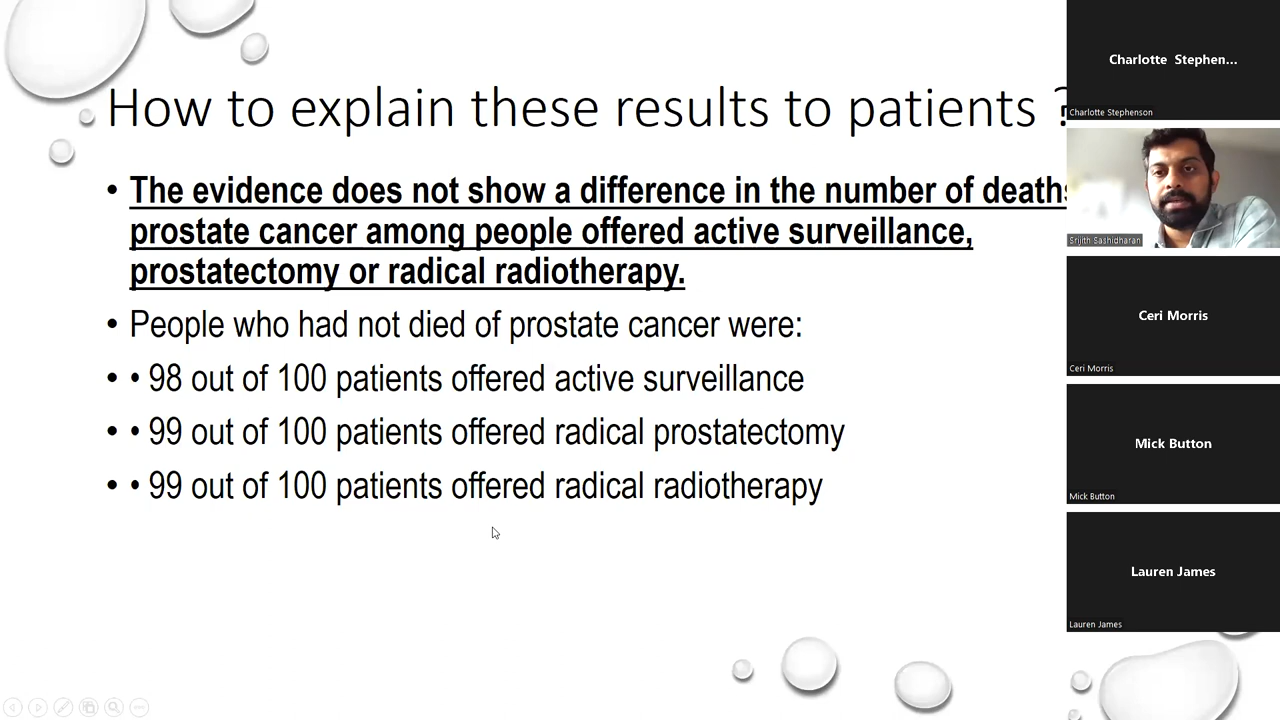 How to explain these results to patients ?
• The evidence does not show a difference in the number of deaths
prostate cancer among people offered active surveillance,
prostatectomy or radical radiotherapy.
• People who had not died of prostate cancer were:
• • 98 out of 100 patients offered active surveillance
• • 99 out of 100 patients offered radical prostatectomy
• • 99 out of 100 patients offered radical radiotherapy
Charlotte Stephen...
Charlotte Stephenson
Srijith Sashidharan
Ceri Morris
Ceri Morris
Mick Button
Mick Button
Lauren James
Lauren James